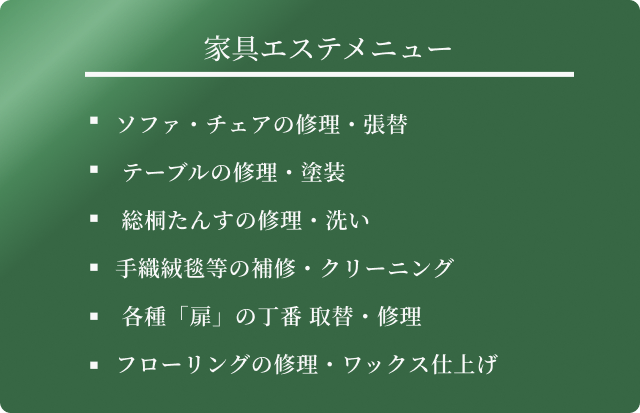 家具エステメニュー
▪ ソファ・チェアの修理・張替
▪ テーブルの修理・塗装
▪ 総桐たんすの修理・洗い
▪ 手織絨毯等の補修・クリーニング
▪ 各種「扉」の丁番 取替・修理
▪ フローリングの修理・ワックス仕上げ